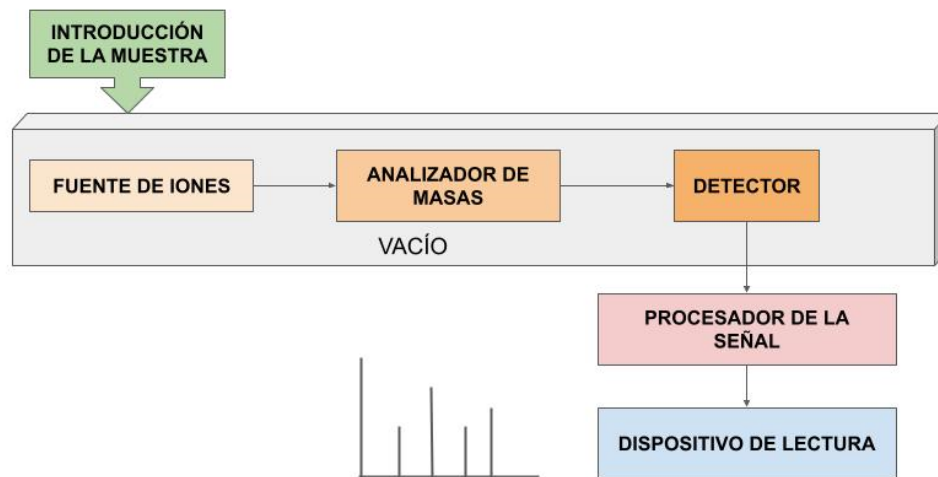 INTRODUCCIÓN
DE LA MUESTRA
FUENTE DE IONES
ANALIZADOR DE
MASAS
DETECTOR
VACÍO
PROCESADOR DE LA
SEÑAL
DISPOSITIVO DE LECTURA